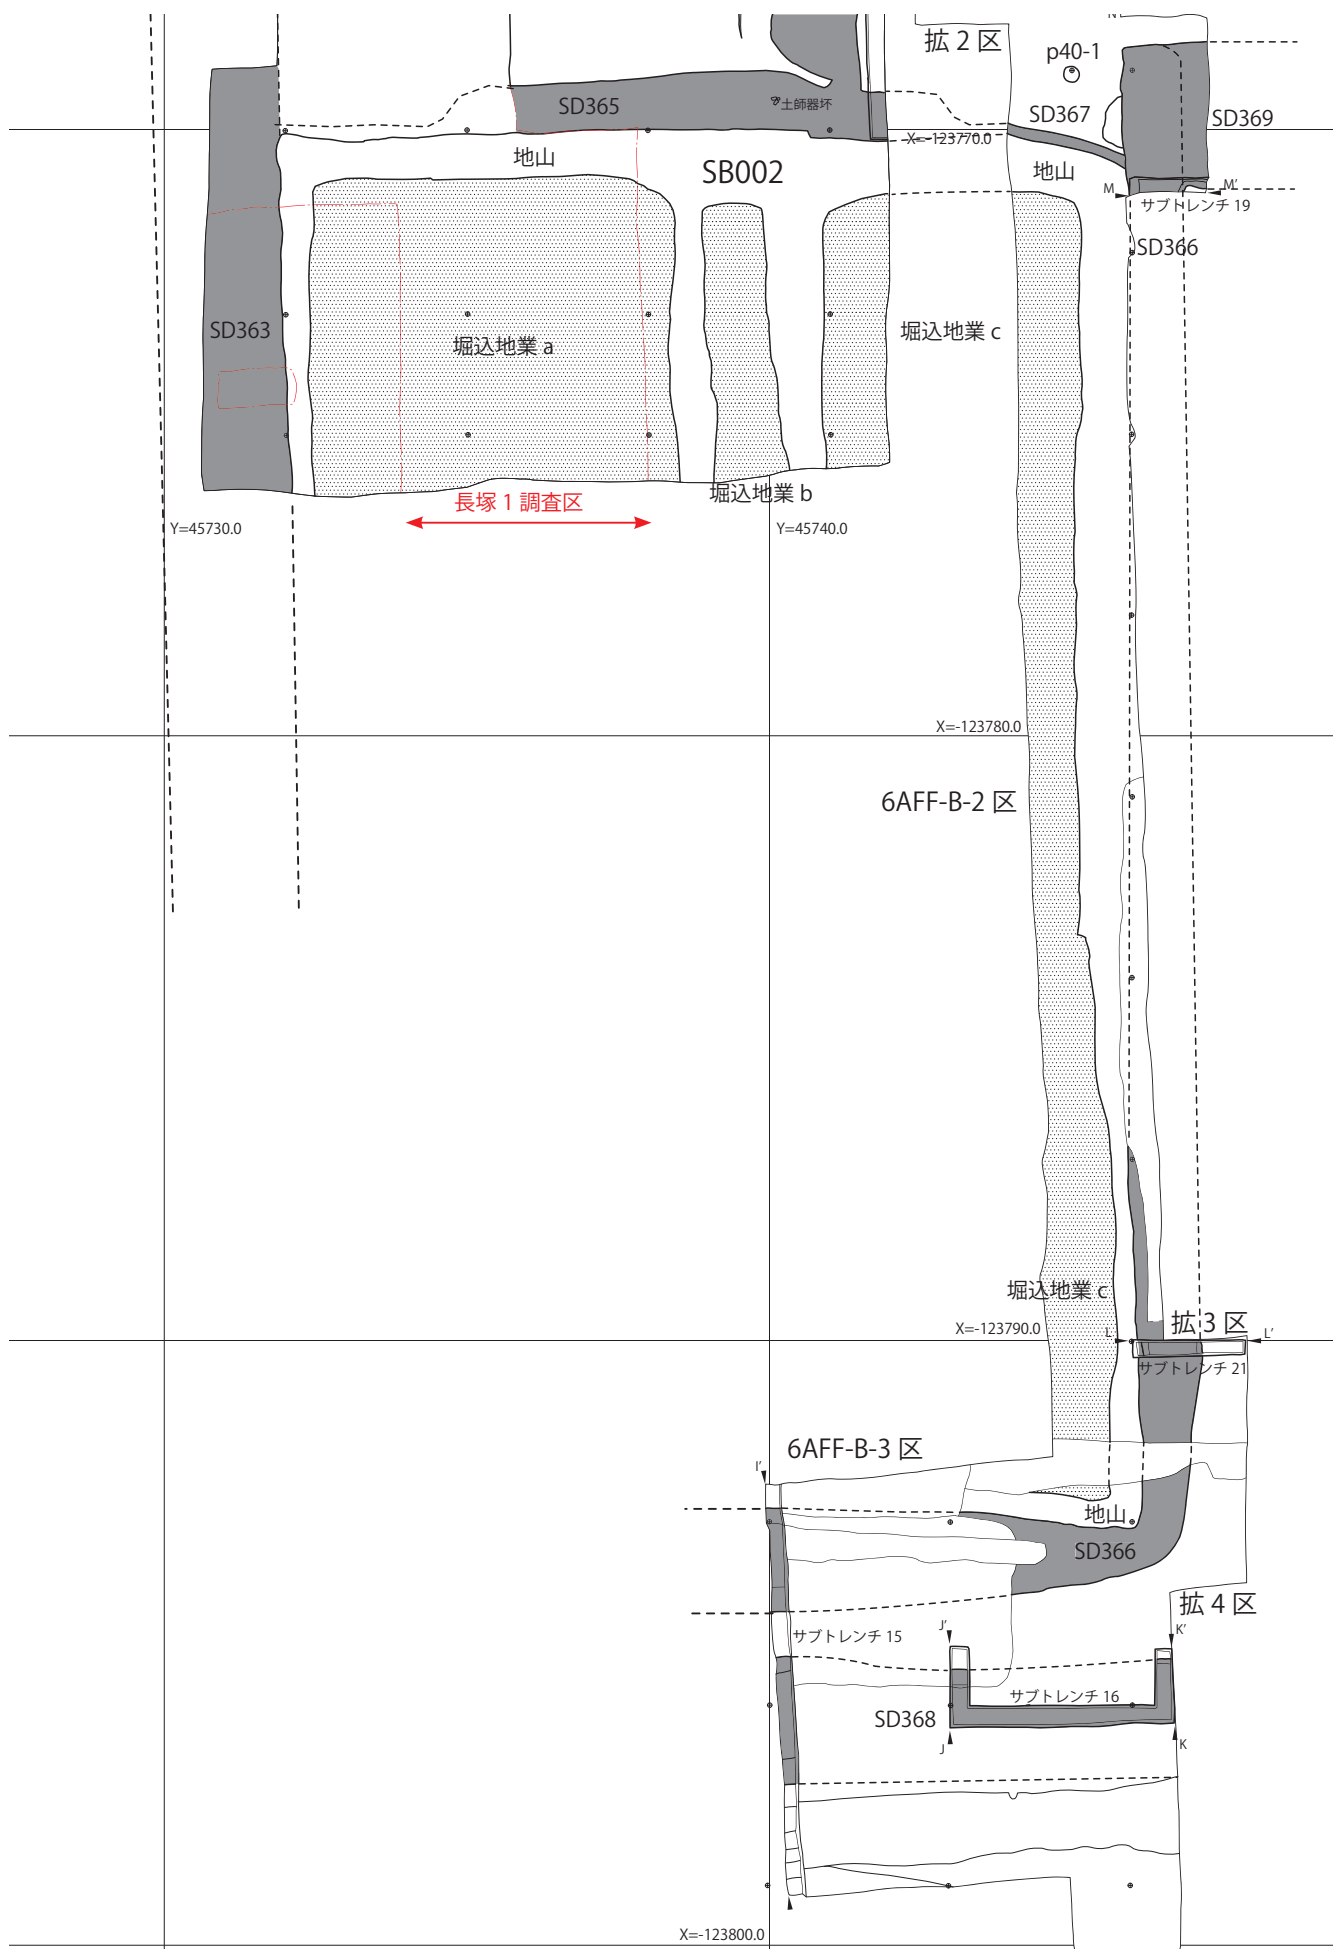 拡 2 区
p40-1
SD365
土師器坏
SD367
SD369
X=-123770.0
地山
SB002
地山
M
M’
サブトレンチ 19
SD366
SD363
堀込地業 a
堀込地業 c
長塚 1 調査区
堀込地業 b
Y=45730.0
Y=45740.0
X=-123780.0
6AFF-B-2 区
堀込地業 c
X=-123790.0
拡 3 区
L
L’
サブトレンチ 21
6AFF-B-3 区
I’
地山
SD366
拡 4 区
サブトレンチ 15
J’
K’
サブトレンチ 16
SD368
J
K
X=-123800.0